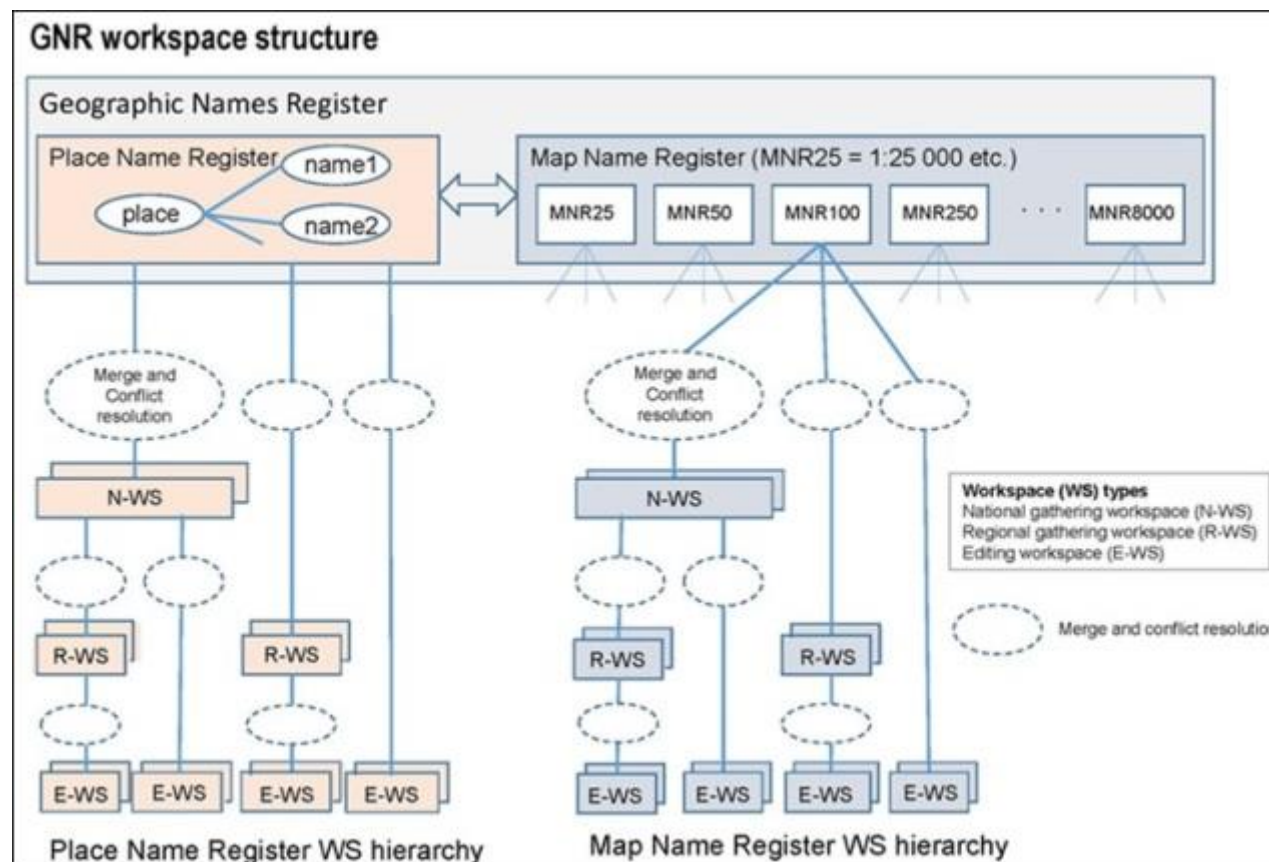 GNR workspace structure
Geographic Names Register
Place Name Register
name1
place
name2
Map Name Register (MNR25 = 1:25 000 etc.)
MNR25
MNR50
MNR100
MNR250
. . .
MNR8000
Merge and
Conflict
resolution
Merge and
Conflict
resolution
N-WS
N-WS
Workspace (WS) types
National gathering workspace (N-WS)
Regional gathering workspace (R-WS)
Editing workspace (E-WS)
Merge and conflict resolution
R-WS
R-WS
R-WS
R-WS
E-WS
E-WS
E-WS
E-WS
E-WS
E-WS
E-WS
E-WS
Place Name Register WS hierarchy
Map Name Register WS hierarchy